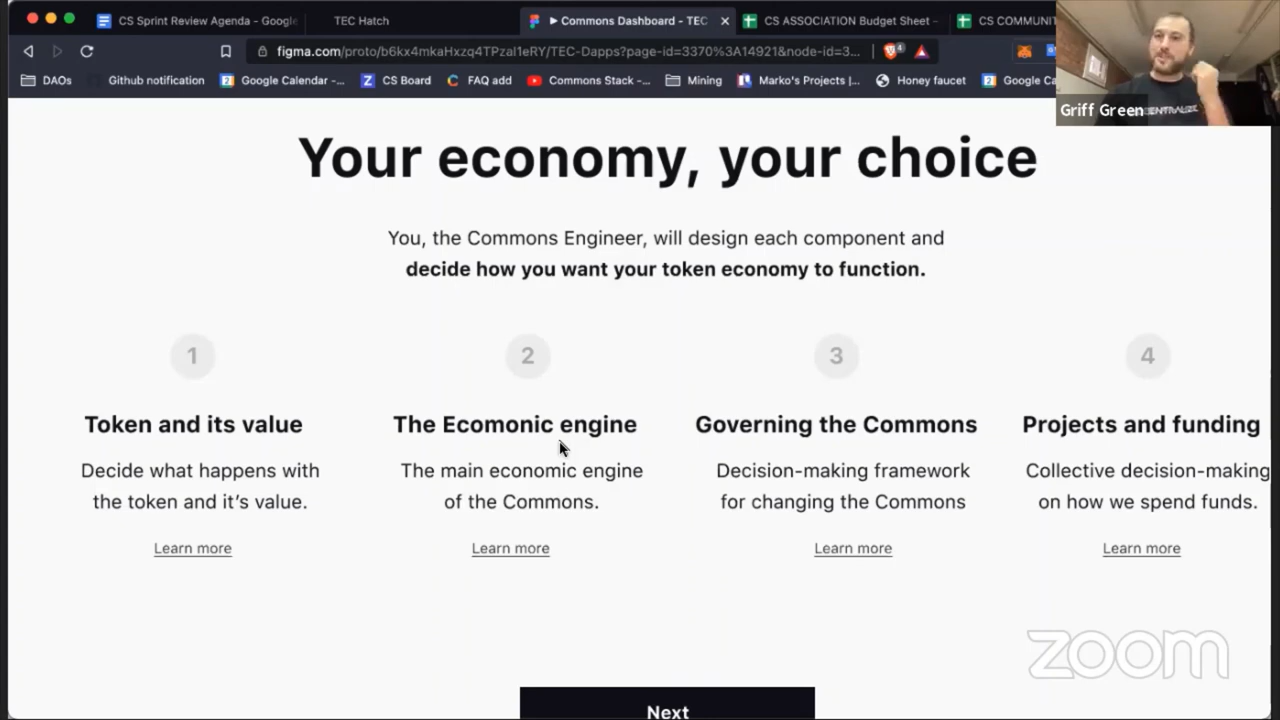 CS Sprint Review Agenda - Google
TEC Hatch
▶ Commons Dashboard - TEC
CS ASSOCIATION Budget Sheet -
CS COMMUNIT
figma.com/proto/b6kx4mkaHxzq4TPzal1eRY/TEC-Dapps?page-id=3370%3A14921&node-id=3...
4
DAOs
Github notification
Google Calendar -...
CS Board
FAQ add
Commons Stack -...
Mining
Marko's Projects |...
Honey faucet
Google Ca
Griff Green
Your economy, your choice
You, the Commons Engineer, will design each component and
decide how you want your token economy to function.
1
2
3
4
Token and its value
The Ecomonic engine
Governing the Commons
Projects and funding
Decide what happens with
the token and it's value.
The main economic engine
of the Commons.
Decision-making framework
for changing the Commons
Collective decision-making
on how we spend funds.
Learn more
Learn more
Learn more
Learn more
zoom
Next